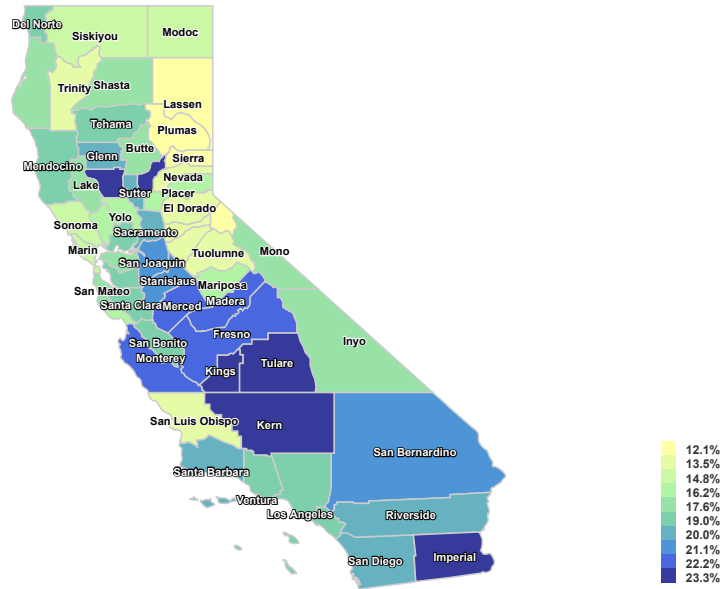 Del Norte
Siskiyou
Modoc
Trinity
Shasta
Lassen
Tehama
Plumas
Butte
Glenn
Sierra
Mendocino
Nevada
Lake
Sutter
Placer
El Dorado
Yolo
Sonoma
Sacramento
Marin
Tuolumne
Mono
San Joaquin
Stanislaus
Mariposa
San Mateo
Madera
Santa Clara
Merced
Fresno
Inyo
San Benito
Monterey
Tulare
Kings
San Luis Obispo
Kern
San Bernardino
Santa Barbara
Ventura
Los Angeles
Riverside
San Diego
Imperial
12.1%
13.5%
14.8%
16.2%
17.6%
19.0%
20.0%
21.1%
22.2%
23.3%